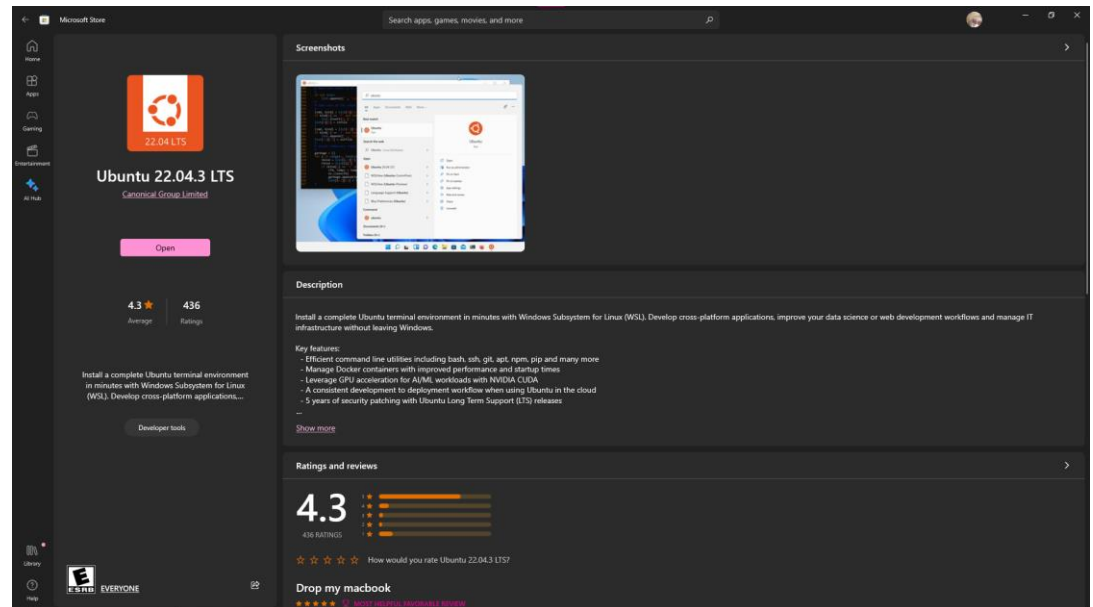 Microsoft Store
Search apps, games, movies, and more
Home
Apps
Gaming
Entertainment
AI Hub
Library
Help
22.04 LTS
Ubuntu 22.04.3 LTS
Canonical Group Limited
Open
4.3 ★ 436
Average Ratings
Install a complete Ubuntu terminal environment
in minutes with Windows Subsystem for Linux
(WSL). Develop cross-platform applications,...
Developer tools
ESRB EVERYONE
Screenshots
Description
Install a complete Ubuntu terminal environment in minutes with Windows Subsystem for Linux (WSL). Develop cross-platform applications, improve your data science or web development workflows and manage IT
infrastructure without leaving Windows.
Key features:
- Efficient command line utilities including bash, ssh, git, apt, npm, pip and many more
- Manage Docker containers with improved performance and startup times
- Leverage GPU acceleration for AI/ML workloads with NVIDIA CUDA
- A consistent development to deployment workflow when using Ubuntu in the cloud
- 5 years of security patching with Ubuntu Long Term Support (LTS) releases
...
Show more
Ratings and reviews
4.3
436 RATINGS
5 ★
4 ★
3 ★
2 ★
1 ★
How would you rate Ubuntu 22.04.3 LTS?
Drop my macbook
MOST HELPFUL FAVORABLE REVIEW